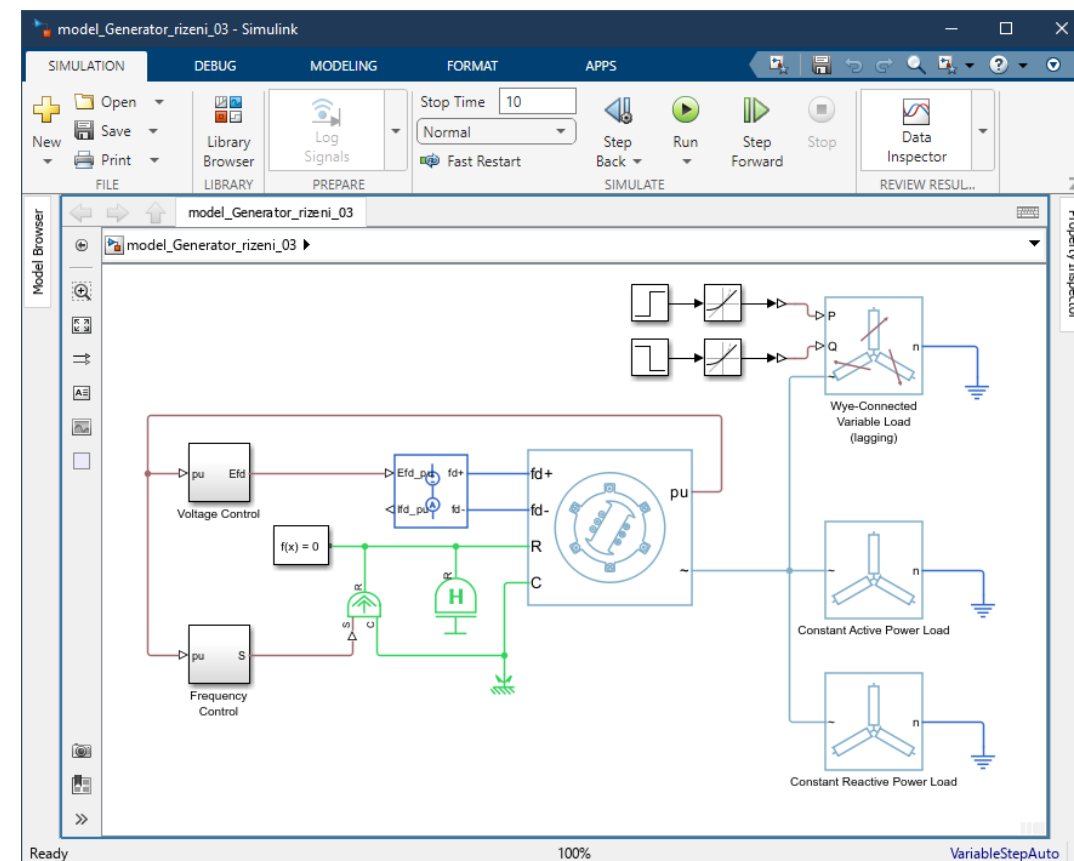 model_Generator_rizeni_03 - Simulink
SIMULATION DEBUG MODELING FORMAT APPS
New
Open
Save
Print
FILE
Library
Browser
LIBRARY
Log
Signals
PREPARE
Stop Time 10
Normal
Fast Restart
Step
Back
Run
Step
Forward
Stop
SIMULATE
Data
Inspector
REVIEW RESUL...
Model Browser
Property Inspector
model_Generator_rizeni_03
model_Generator_rizeni_03
P
Q
~
n
Wye-Connected
Variable Load
(lagging)
pu Efd
Voltage Control
Efd_pu fd+
Ifd_pu fd-
A
fd+
fd-
R
C
pu
~
f(x) = 0
R
S
C
R
H
pu S
Frequency
Control
~ n
Constant Active Power Load
~ n
Constant Reactive Power Load
Ready 100% VariableStepAuto